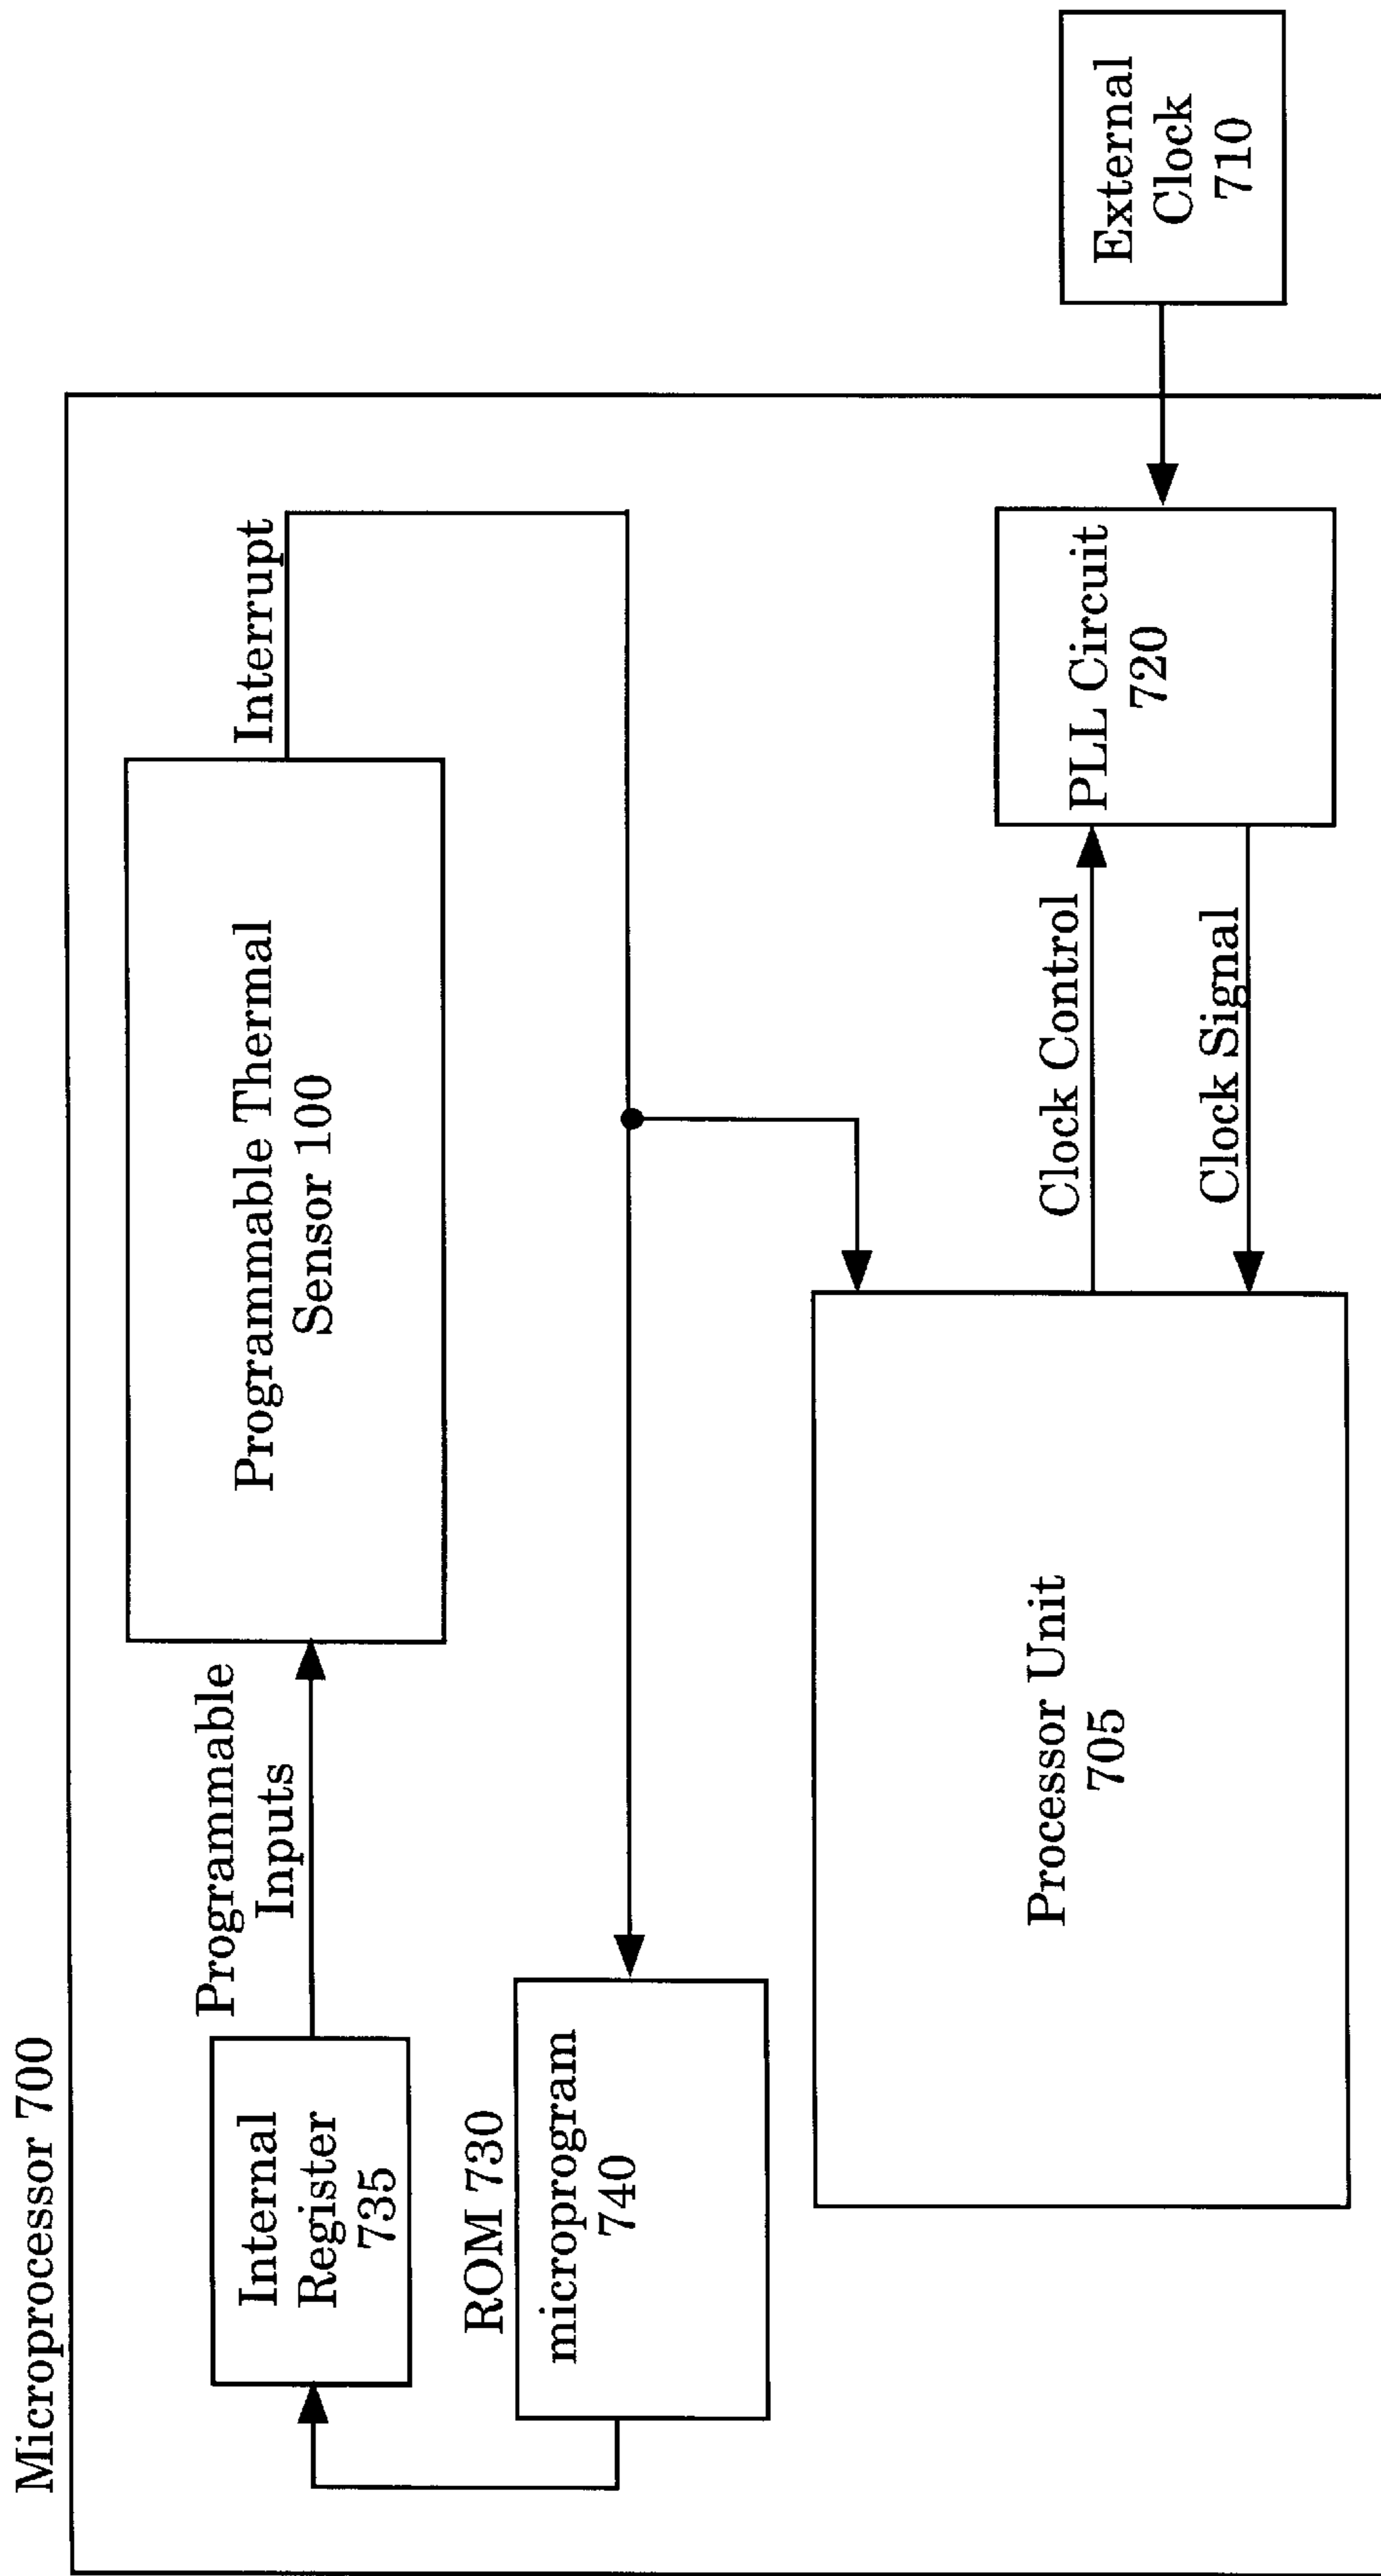 Microprocessor 700
Internal
Register
735
Programmable
Inputs
Programmable Thermal
Sensor 100
Interrupt
ROM 730
microprogram
740
Processor Unit
705
Clock Control
Clock Signal
PLL Circuit
720
External
Clock
710